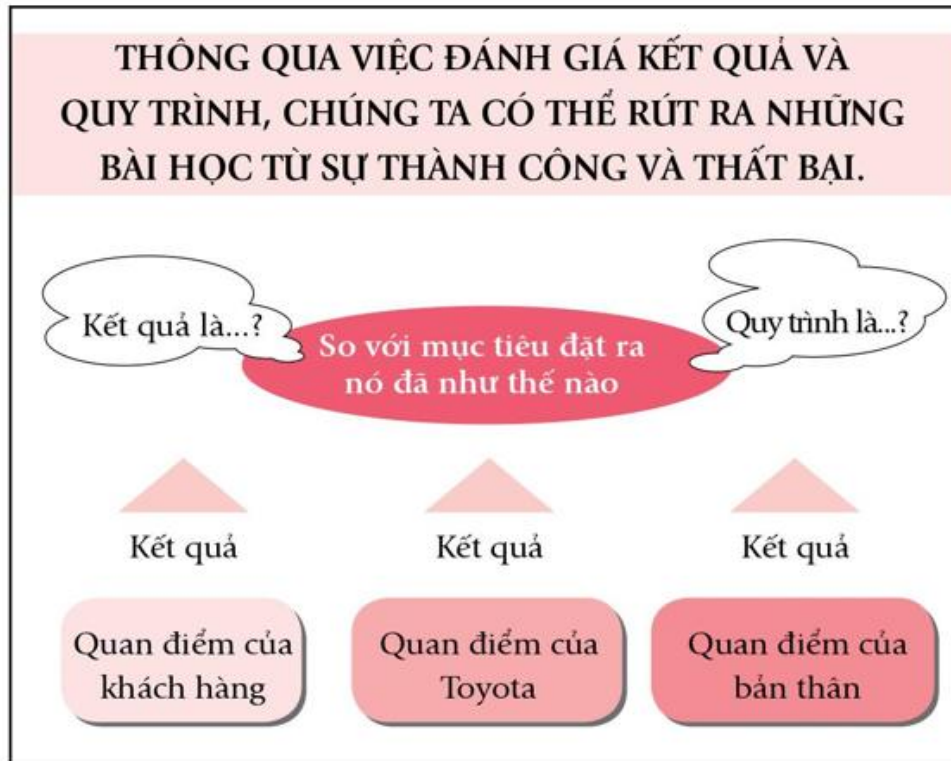 THÔNG QUA VIỆC ĐÁNH GIÁ KẾT QUẢ VÀ
QUY TRÌNH, CHÚNG TA CÓ THỂ RÚT RA NHỮNG
BÀI HỌC TỪ SỰ THÀNH CÔNG VÀ THẤT BẠI.
Kết quả là...?
Quy trình là...?
So với mục tiêu đặt ra
nó đã như thế nào
Kết quả
Kết quả
Kết quả
Quan điểm của
khách hàng
Quan điểm của
Toyota
Quan điểm của
bản thân